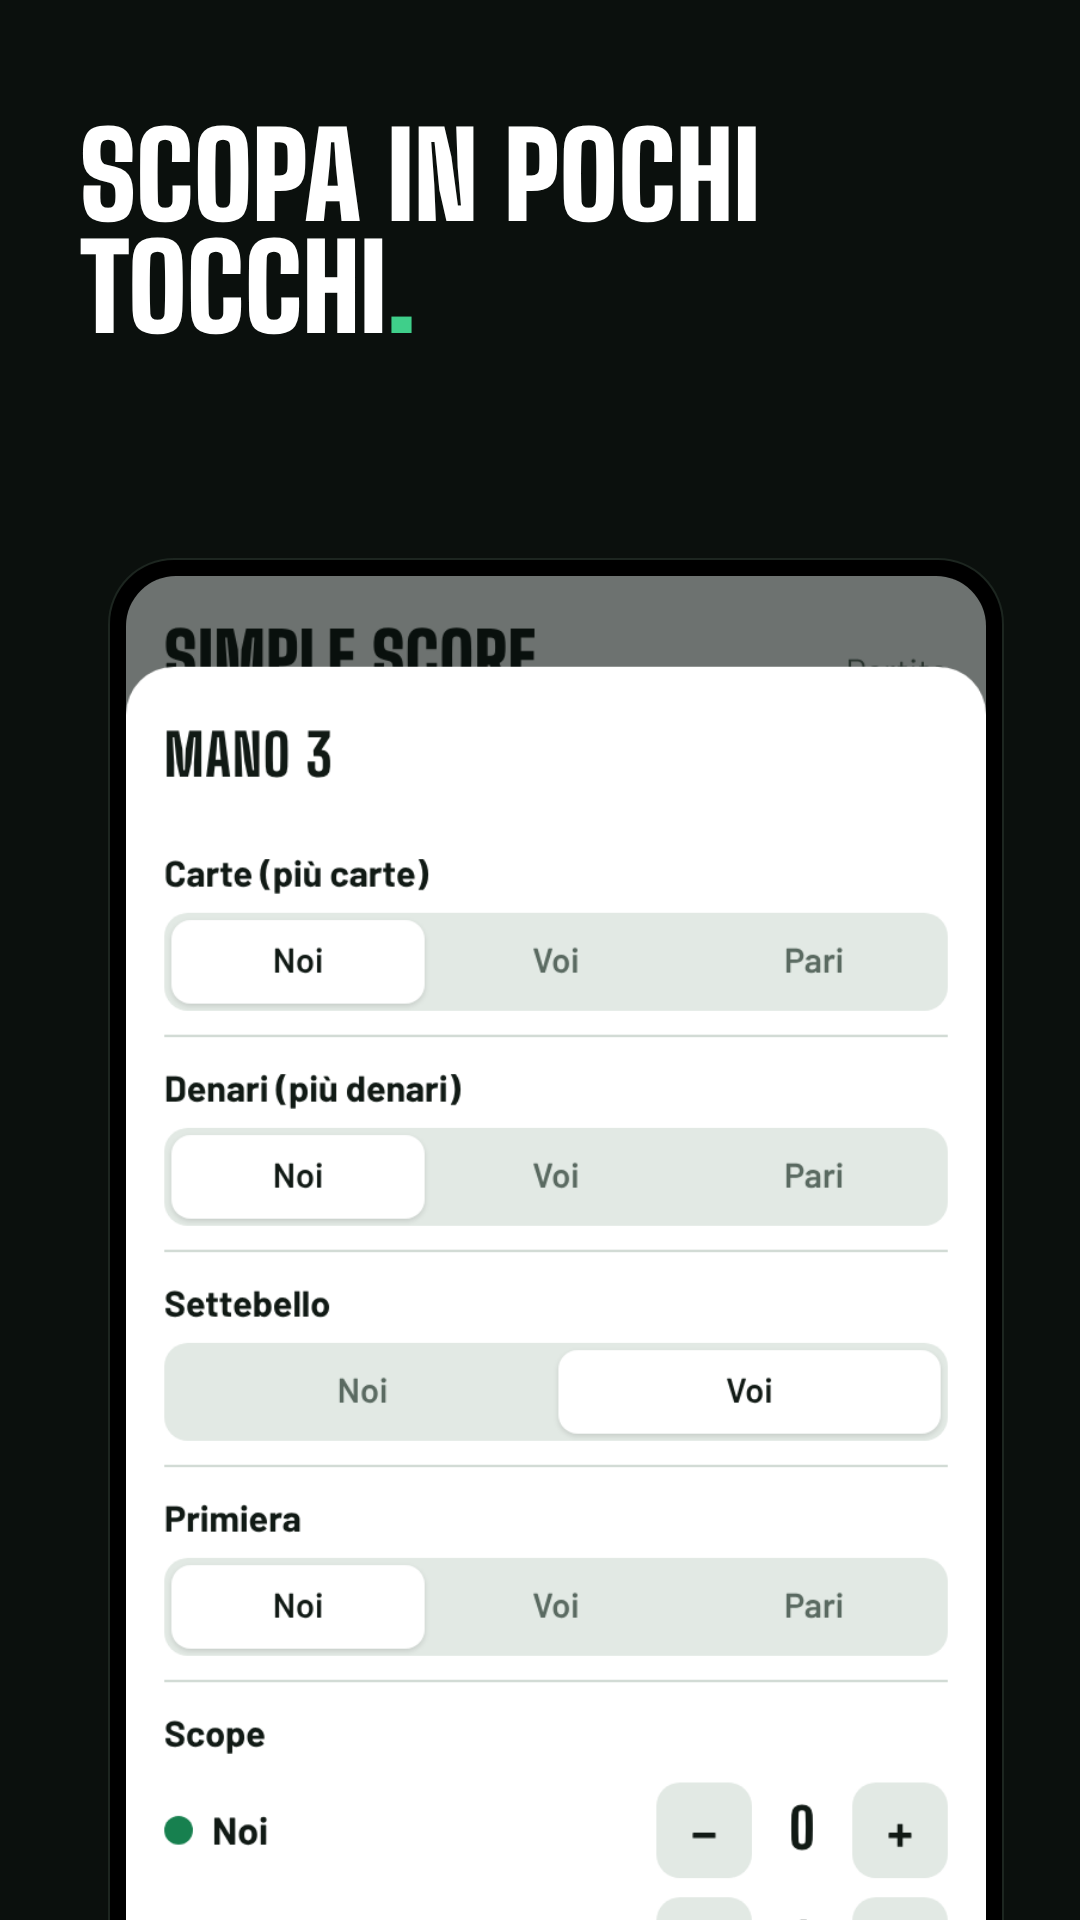 SCOPA IN POCHI
TOCCHI.
SIMPLE SCORE
Partita
MANO 3
Carte (più carte)
Noi Voi Pari
Denari (più denari)
Noi Voi Pari
Settebello
Noi Voi
Primiera
Noi Voi Pari
Scope
Noi − 0 +